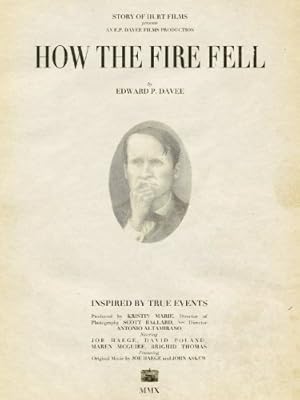 STORY OF HURT FILMS
presents
AN E.P. DAVEE FILMS PRODUCTION
HOW THE FIRE FELL
by
EDWARD P. DAVEE
INSPIRED BY TRUE EVENTS
Produced by KRISTIN MARIE, Director of
Photography SCOTT BALLARD, Art Director
ANTONIO ALTAMIRANO
Starring
JOE HAEGE, DAVID POLAND,
MAREN MCGUIRE, BRIGHID THOMAS
Featuring
Original Music by JOE HAEGE and JOHN ASKEW
MMX